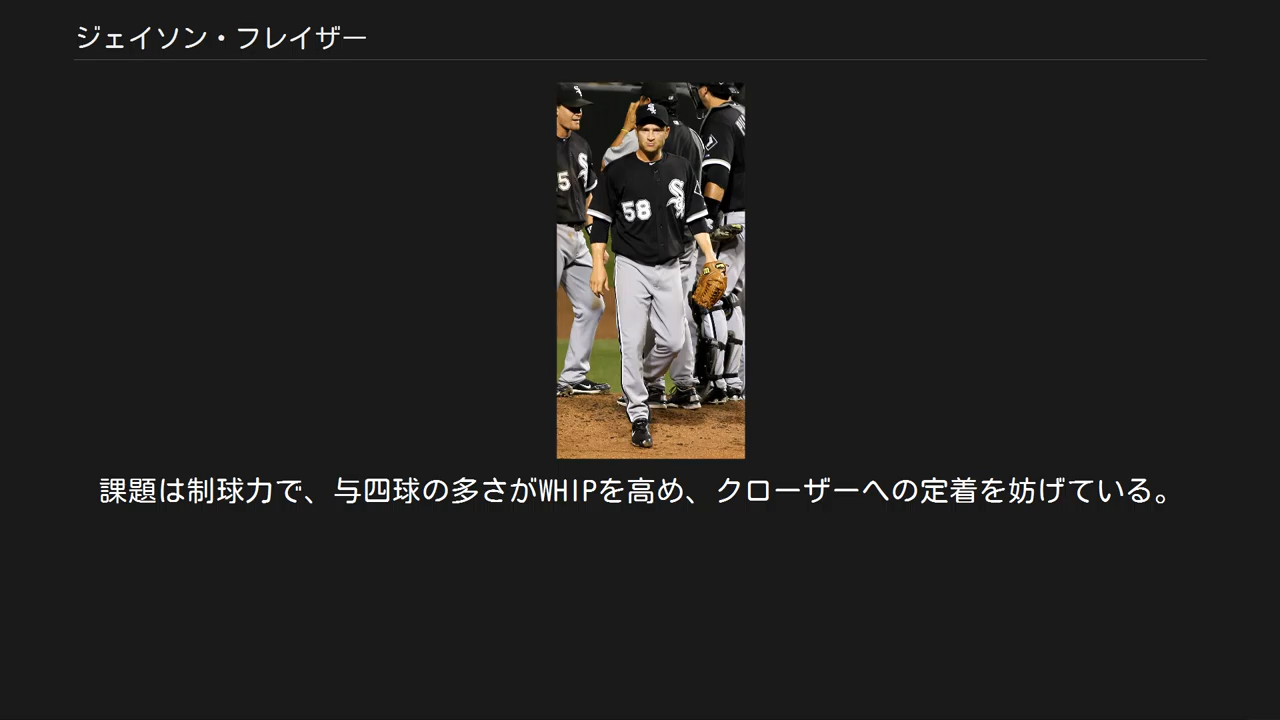 ジェイソン・フレイザー
5
58
課題は制球力で、与四球の多さがWHIPを高め、クローザーへの定着を妨げている。